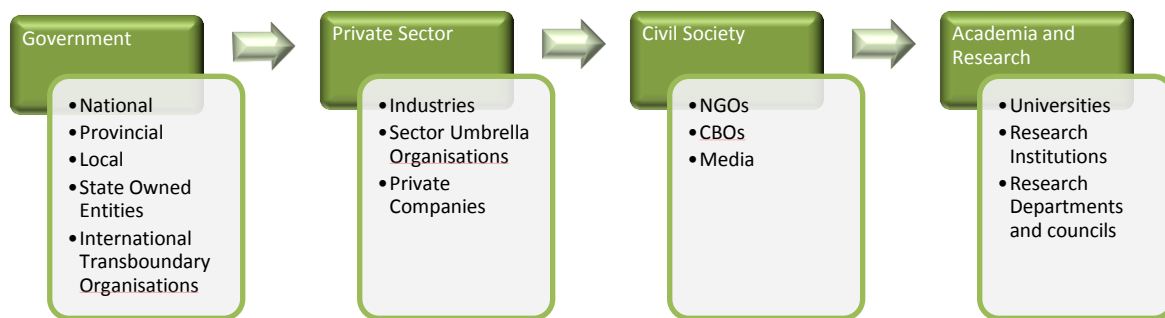 Government
•National
•Provincial
•Local
•State Owned
Entities
•International
Transboundary
Organisations
Private Sector
•Industries
•Sector Umbrella
Organisations
•Private
Companies
Civil Society
•NGOs
•CBOs
•Media
Academia and
Research
•Universities
•Research
Institutions
•Research
Departments
and councils